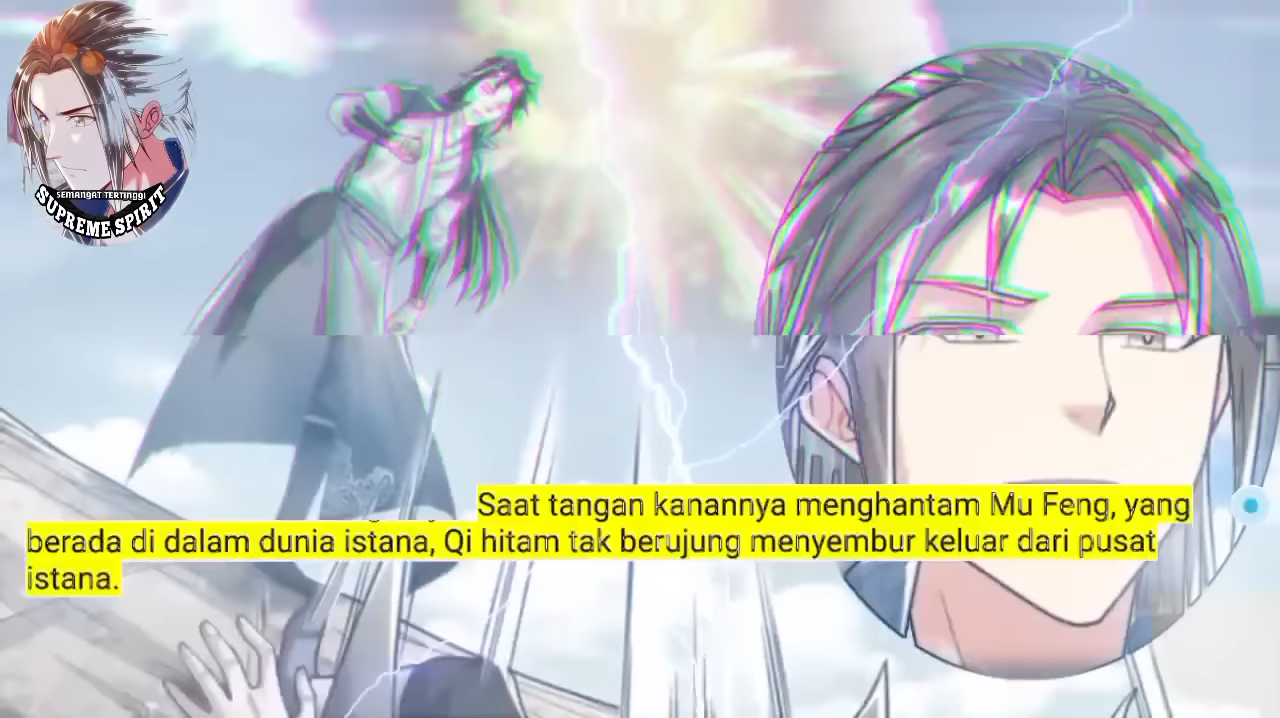 SEMANGAT TERTINGGI
SUPREME SPIRIT
Saat tangan kanannya menghantam Mu Feng, yang
berada di dalam dunia istana, Qi hitam tak berujung menyembur keluar dari pusat
istana.